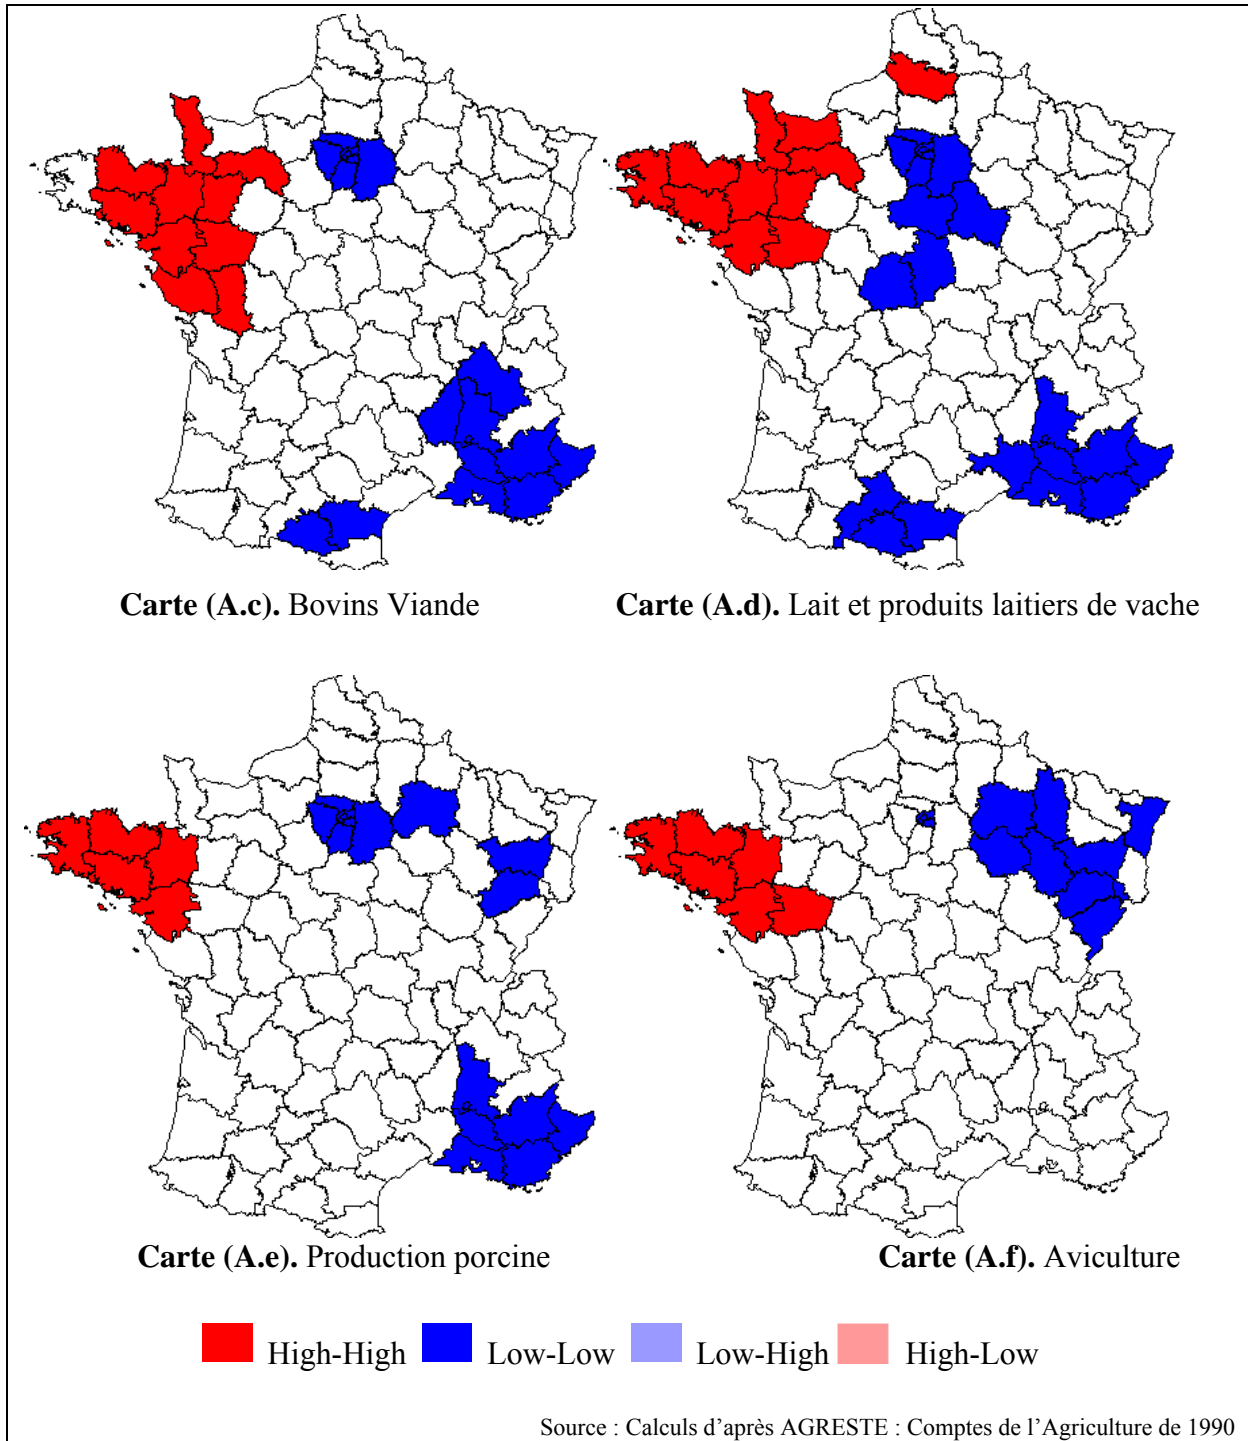 Carte (A.c). Bovins Viande
Carte (A.d). Lait et produits laitiers de vache
Carte (A.e). Production porcine
Carte (A.f). Aviculture
High-High Low-Low Low-High High-Low
Source : Calculs d’après AGRESTE : Comptes de l’Agriculture de 1990